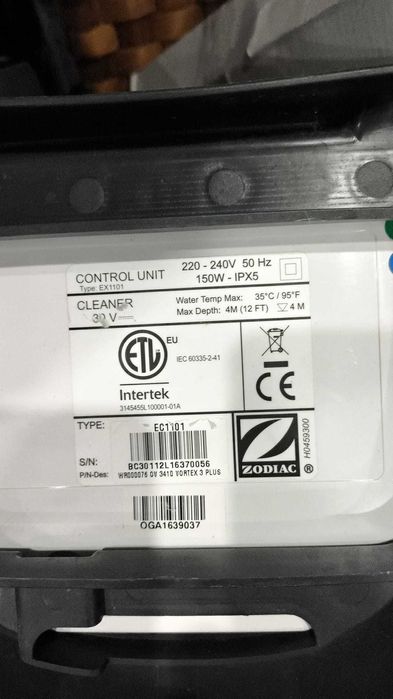 CONTROL UNIT
Type: EX1101
220 - 240V 50 Hz
150W - IPX5
CLEANER
30 V
Water Temp Max: 35°C / 95°F
Max Depth: 4M (12 FT) 4 M
ETL
EU
IEC 60335-2-41
Intertek
3145455L100001-01A
CE
TYPE: EC1101
S/N: BC30112L16370056
P/N-Des: WR000076 OV 3410 VORTEX 3 PLUS
ZODIAC ®
H0459300
OGA1639037